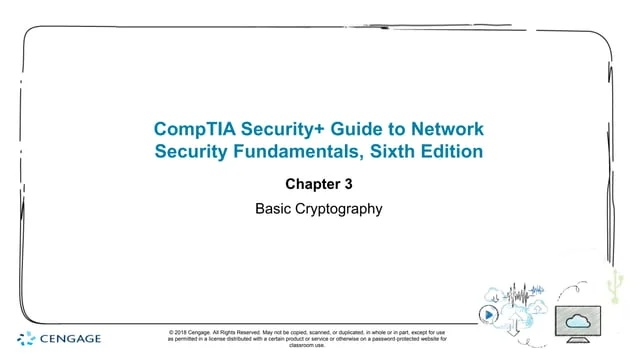 CompTIA Security+ Guide to Network
Security Fundamentals, Sixth Edition
Chapter 3
Basic Cryptography
CENGAGE
© 2018 Cengage. All Rights Reserved. May not be copied, scanned, or duplicated. in whole or in part, except for use
as permitted in a license distributed with a certain product or service or otherwise on a password-protected website for
classroom use.